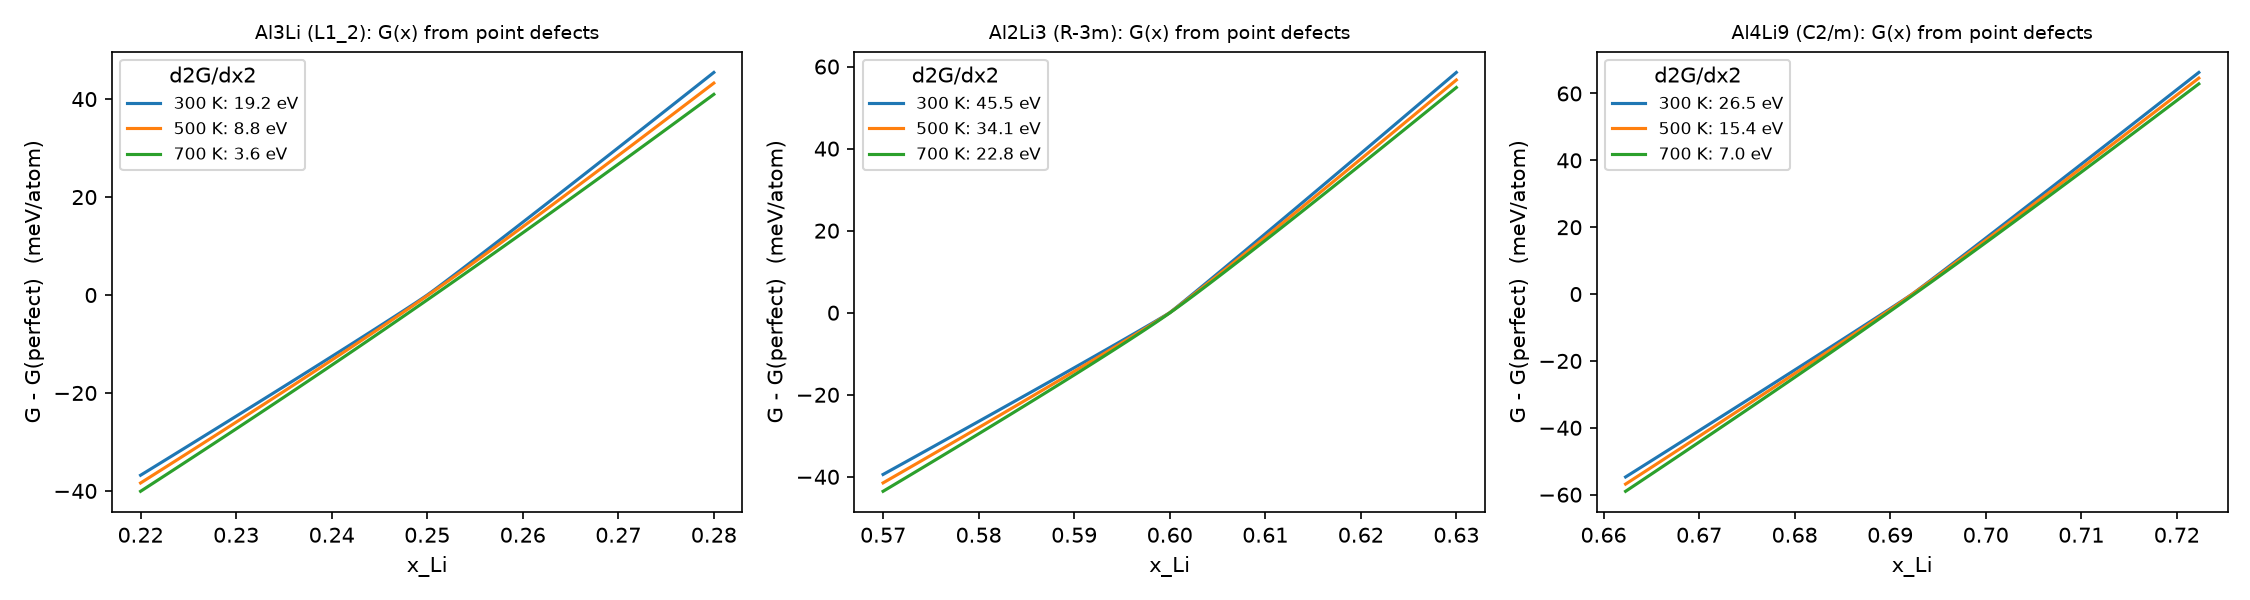 Al3Li (L1_2): G(x) from point defects
G - G(perfect)   (meV/atom)
40
20
0
−20
−40
d2G/dx2
300 K: 19.2 eV
500 K: 8.8 eV
700 K: 3.6 eV
0.22 0.23 0.24 0.25 0.26 0.27 0.28
x_Li
Al2Li3 (R-3m): G(x) from point defects
G - G(perfect)   (meV/atom)
60
40
20
0
−20
−40
d2G/dx2
300 K: 45.5 eV
500 K: 34.1 eV
700 K: 22.8 eV
0.57 0.58 0.59 0.60 0.61 0.62 0.63
x_Li
Al4Li9 (C2/m): G(x) from point defects
G - G(perfect)   (meV/atom)
60
40
20
0
−20
−40
−60
d2G/dx2
300 K: 26.5 eV
500 K: 15.4 eV
700 K: 7.0 eV
0.66 0.67 0.68 0.69 0.70 0.71 0.72
x_Li